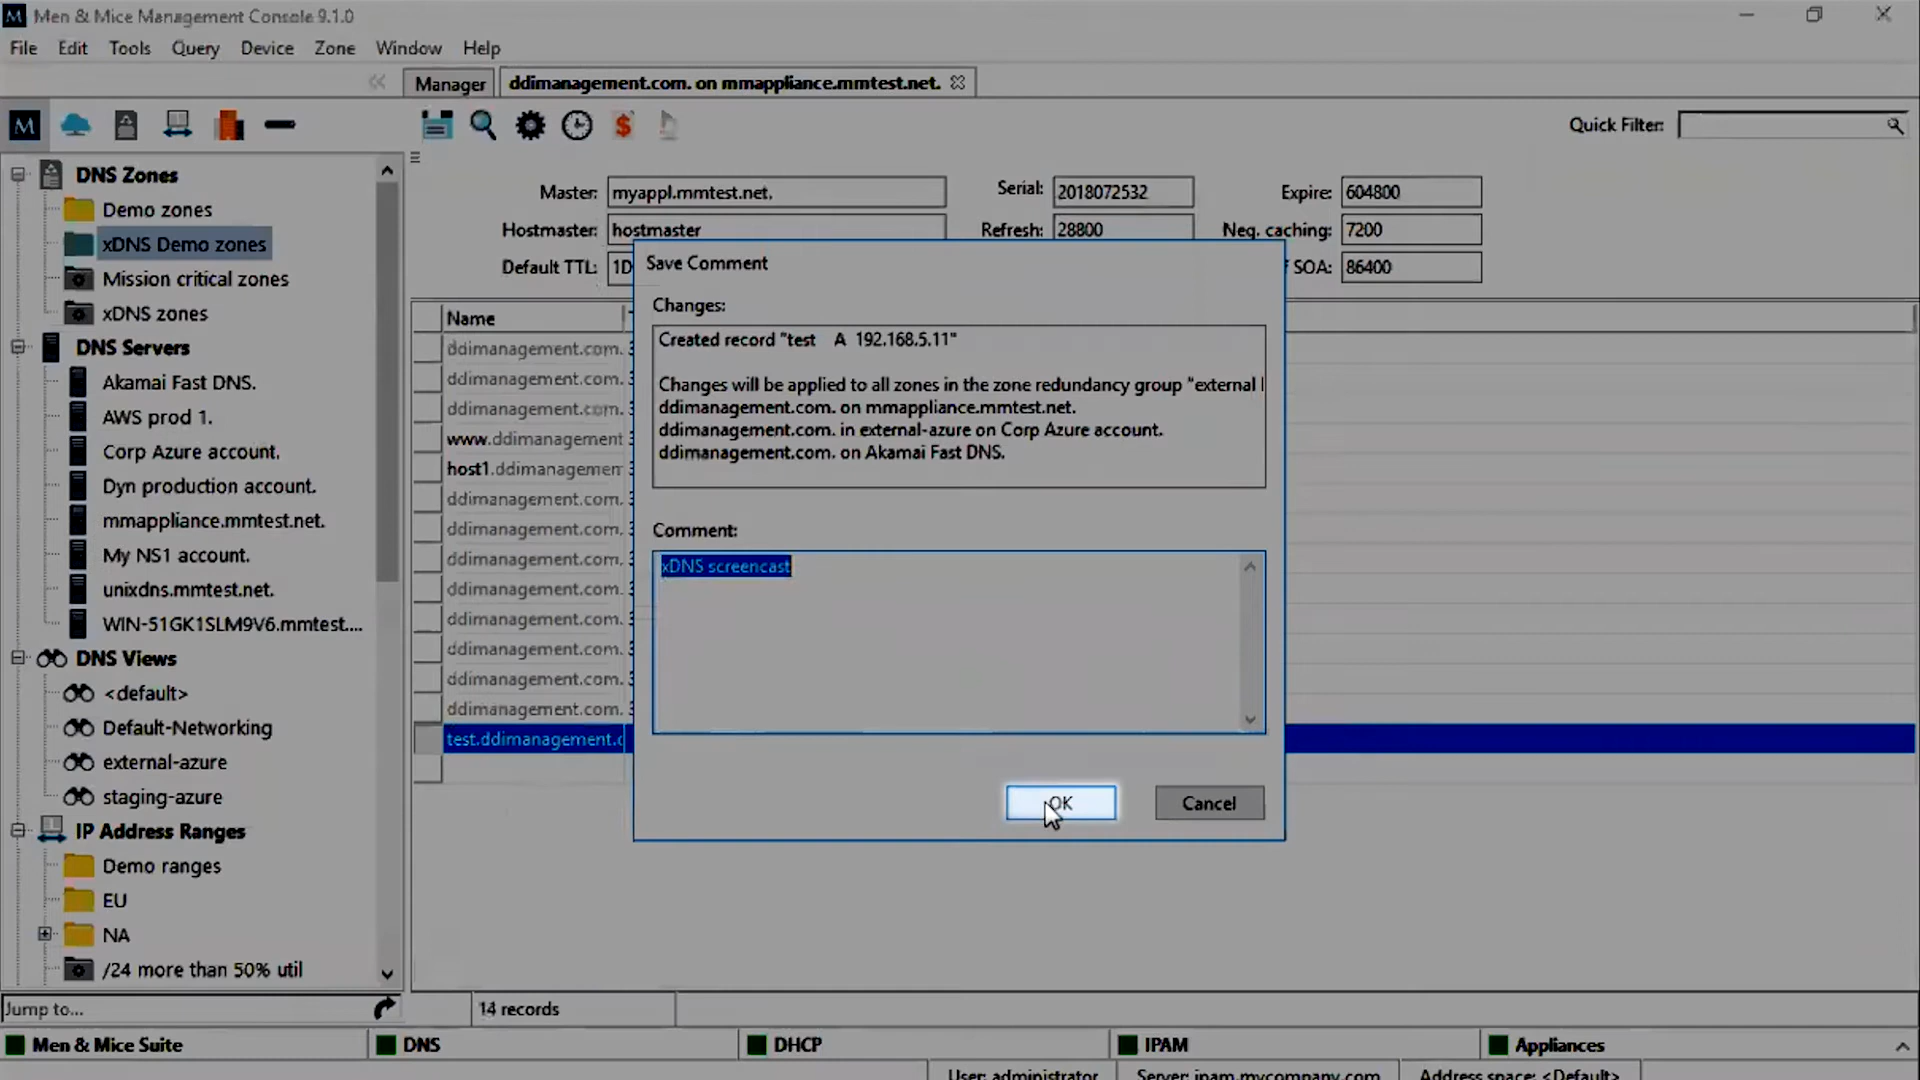 Men & Mice Management Console 9.1.0
File Edit Tools Query Device Zone Window Help
Manager ddimanagement.com. on mmappliance.mmtest.net.
Quick Filter:
DNS Zones
Demo zones
xDNS Demo zones
Mission critical zones
xDNS zones
DNS Servers
Akamai Fast DNS.
AWS prod 1.
Corp Azure account.
Dyn production account.
mmappliance.mmtest.net.
My NS1 account.
unixdns.mmtest.net.
WIN-51GK1SLM9V6.mmtest....
DNS Views
<default>
Default-Networking
external-azure
staging-azure
IP Address Ranges
Demo ranges
EU
NA
/24 more than 50% util
Jump to...
Master: myappl.mmtest.net. Serial: 2018072532 Expire: 604800
Hostmaster: hostmaster Refresh: 28800 Neg. caching: 7200
Default TTL: 1D SOA: 86400
Name
ddimanagement.com.
ddimanagement.com.
ddimanagement.com.
www.ddimanagement
host1.ddimanagement
ddimanagement.com.
ddimanagement.com.
ddimanagement.com.
ddimanagement.com.
ddimanagement.com.
ddimanagement.com.
ddimanagement.com.
ddimanagement.com.
test.ddimanagement.c
Save Comment
Changes:
Created record "test A 192.168.5.11"
Changes will be applied to all zones in the zone redundancy group "external
ddimanagement.com. on mmappliance.mmtest.net.
ddimanagement.com. in external-azure on Corp Azure account.
ddimanagement.com. on Akamai Fast DNS.
Comment:
xDNS screencast
OK Cancel
14 records
Men & Mice Suite DNS DHCP IPAM Appliances
User: administrator Server: ipam.mycompany.com Address space: <Default>